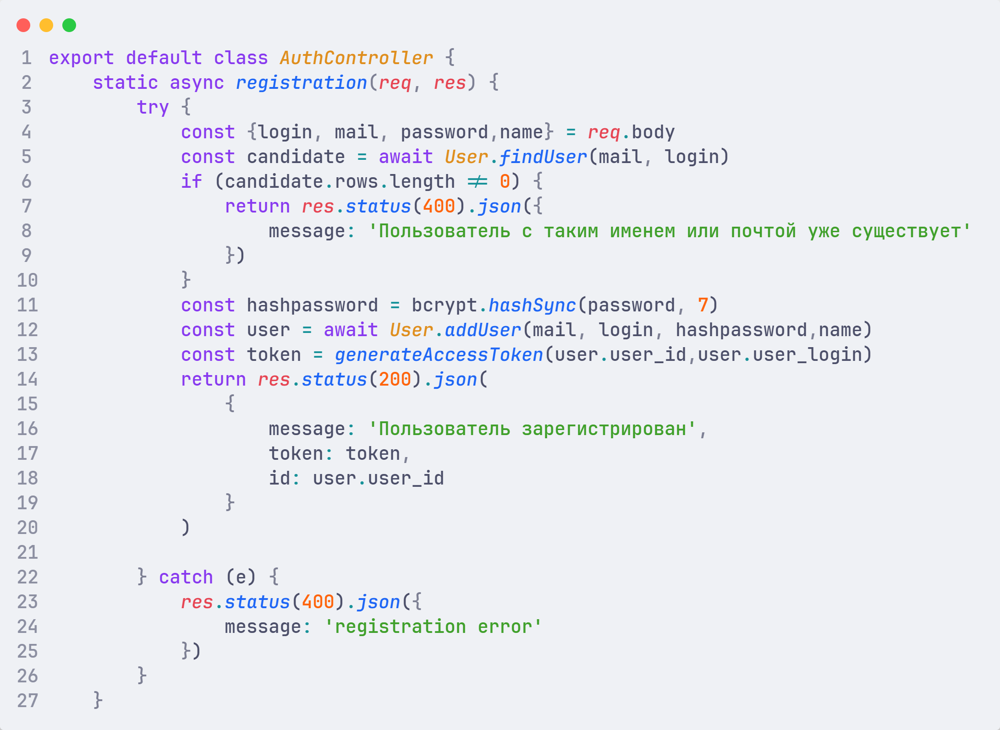 1 export default class AuthController {
2     static async registration(req, res) {
3         try {
4             const {login, mail, password,name} = req.body
5             const candidate = await User.findUser(mail, login)
6             if (candidate.rows.length != 0) {
7                 return res.status(400).json({
8                     message: 'Пользователь с таким именем или почтой уже существует'
9                 })
10             }
11             const hashpassword = bcrypt.hashSync(password, 7)
12             const user = await User.addUser(mail, login, hashpassword,name)
13             const token = generateAccessToken(user.user_id,user.user_login)
14             return res.status(200).json(
15                 {
16                     message: 'Пользователь зарегистрирован',
17                     token: token,
18                     id: user.user_id
19                 }
20             )
21
22         } catch (e) {
23             res.status(400).json({
24                 message: 'registration error'
25             })
26         }
27     }